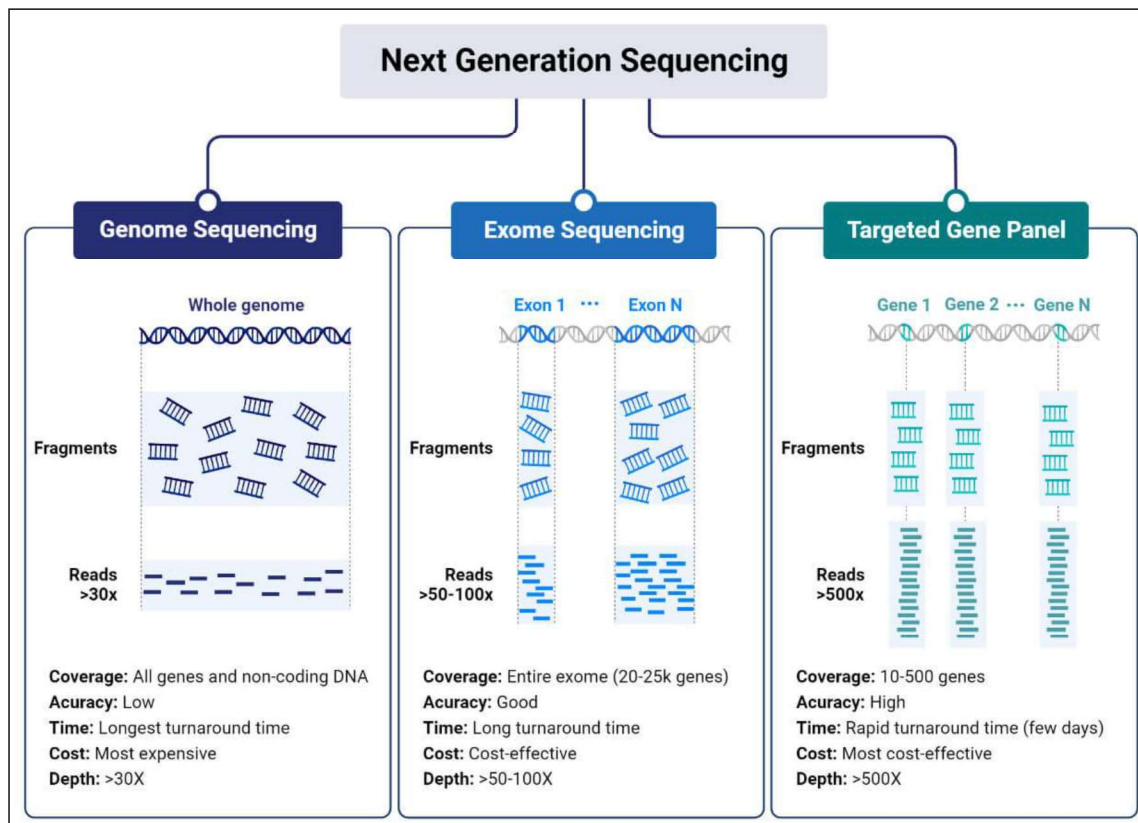 Next Generation Sequencing
Genome Sequencing
Whole genome
Fragments
Reads
>30x
Coverage: All genes and non-coding DNA
Acuracy: Low
Time: Longest turnaround time
Cost: Most expensive
Depth: >30X
Exome Sequencing
Exon 1 ... Exon N
Fragments
Reads
>50-100x
Coverage: Entire exome (20-25k genes)
Acuracy: Good
Time: Long turnaround time
Cost: Cost-effective
Depth: >50-100X
Targeted Gene Panel
Gene 1 Gene 2 ... Gene N
Fragments
Reads
>500x
Coverage: 10-500 genes
Acuracy: High
Time: Rapid turnaround time (few days)
Cost: Most cost-effective
Depth: >500X